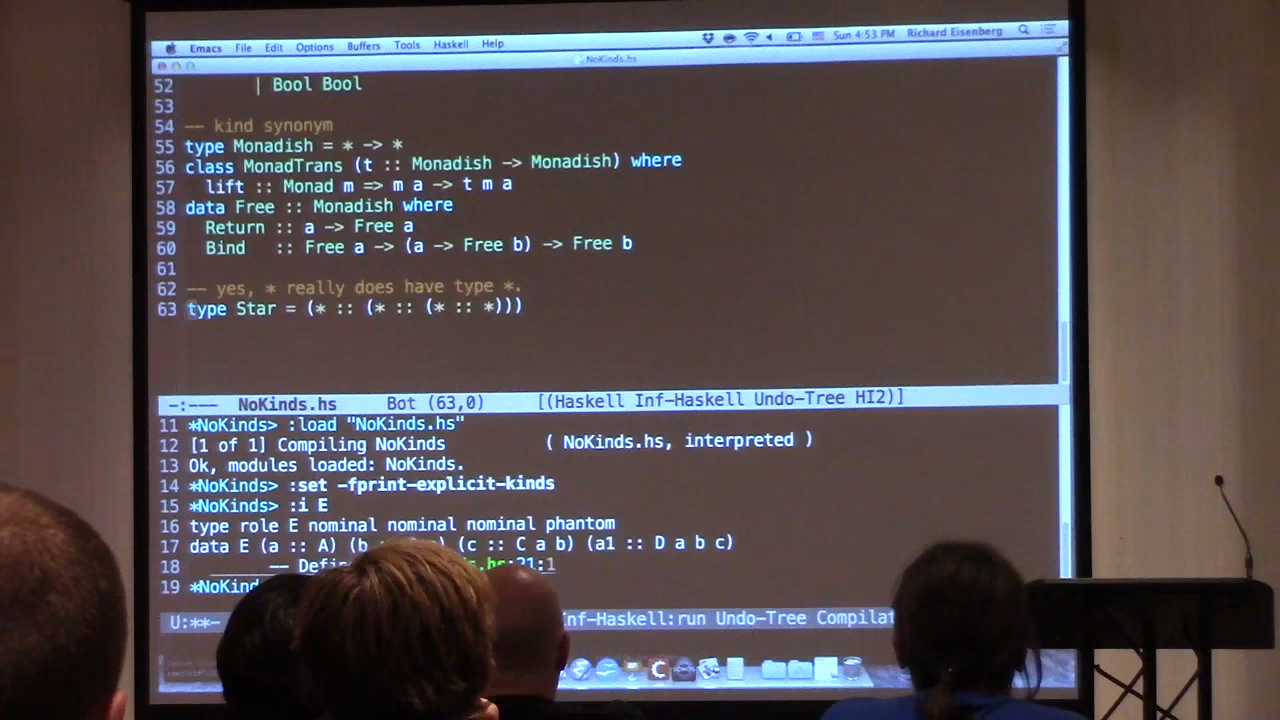 Emacs File Edit Options Buffers Tools Haskell Help Sun 4:53 PM Richard Eisenberg
NoKinds.hs
52 | Bool Bool
53
54 -- kind synonym
55 type Monadish = * -> *
56 class MonadTrans (t :: Monadish -> Monadish) where
57 lift :: Monad m => m a -> t m a
58 data Free :: Monadish where
59 Return :: a -> Free a
60 Bind :: Free a -> (a -> Free b) -> Free b
61
62 -- yes, * really does have type *.
63 type Star = (* :: (* :: (* :: *)))
-:--- NoKinds.hs Bot (63,0) [(Haskell Inf-Haskell Undo-Tree HI2)]
11 *NoKinds> :load "NoKinds.hs"
12 [1 of 1] Compiling NoKinds ( NoKinds.hs, interpreted )
13 Ok, modules loaded: NoKinds.
14 *NoKinds> :set -fprint-explicit-kinds
15 *NoKinds> :i E
16 type role E nominal nominal nominal phantom
17 data E (a :: A) (b (c :: C a b) (a1 :: D a b c)
18 -- Defi s.hs:21:1
19 *NoKind
U:**- Inf-Haskell:run Undo-Tree Compilat